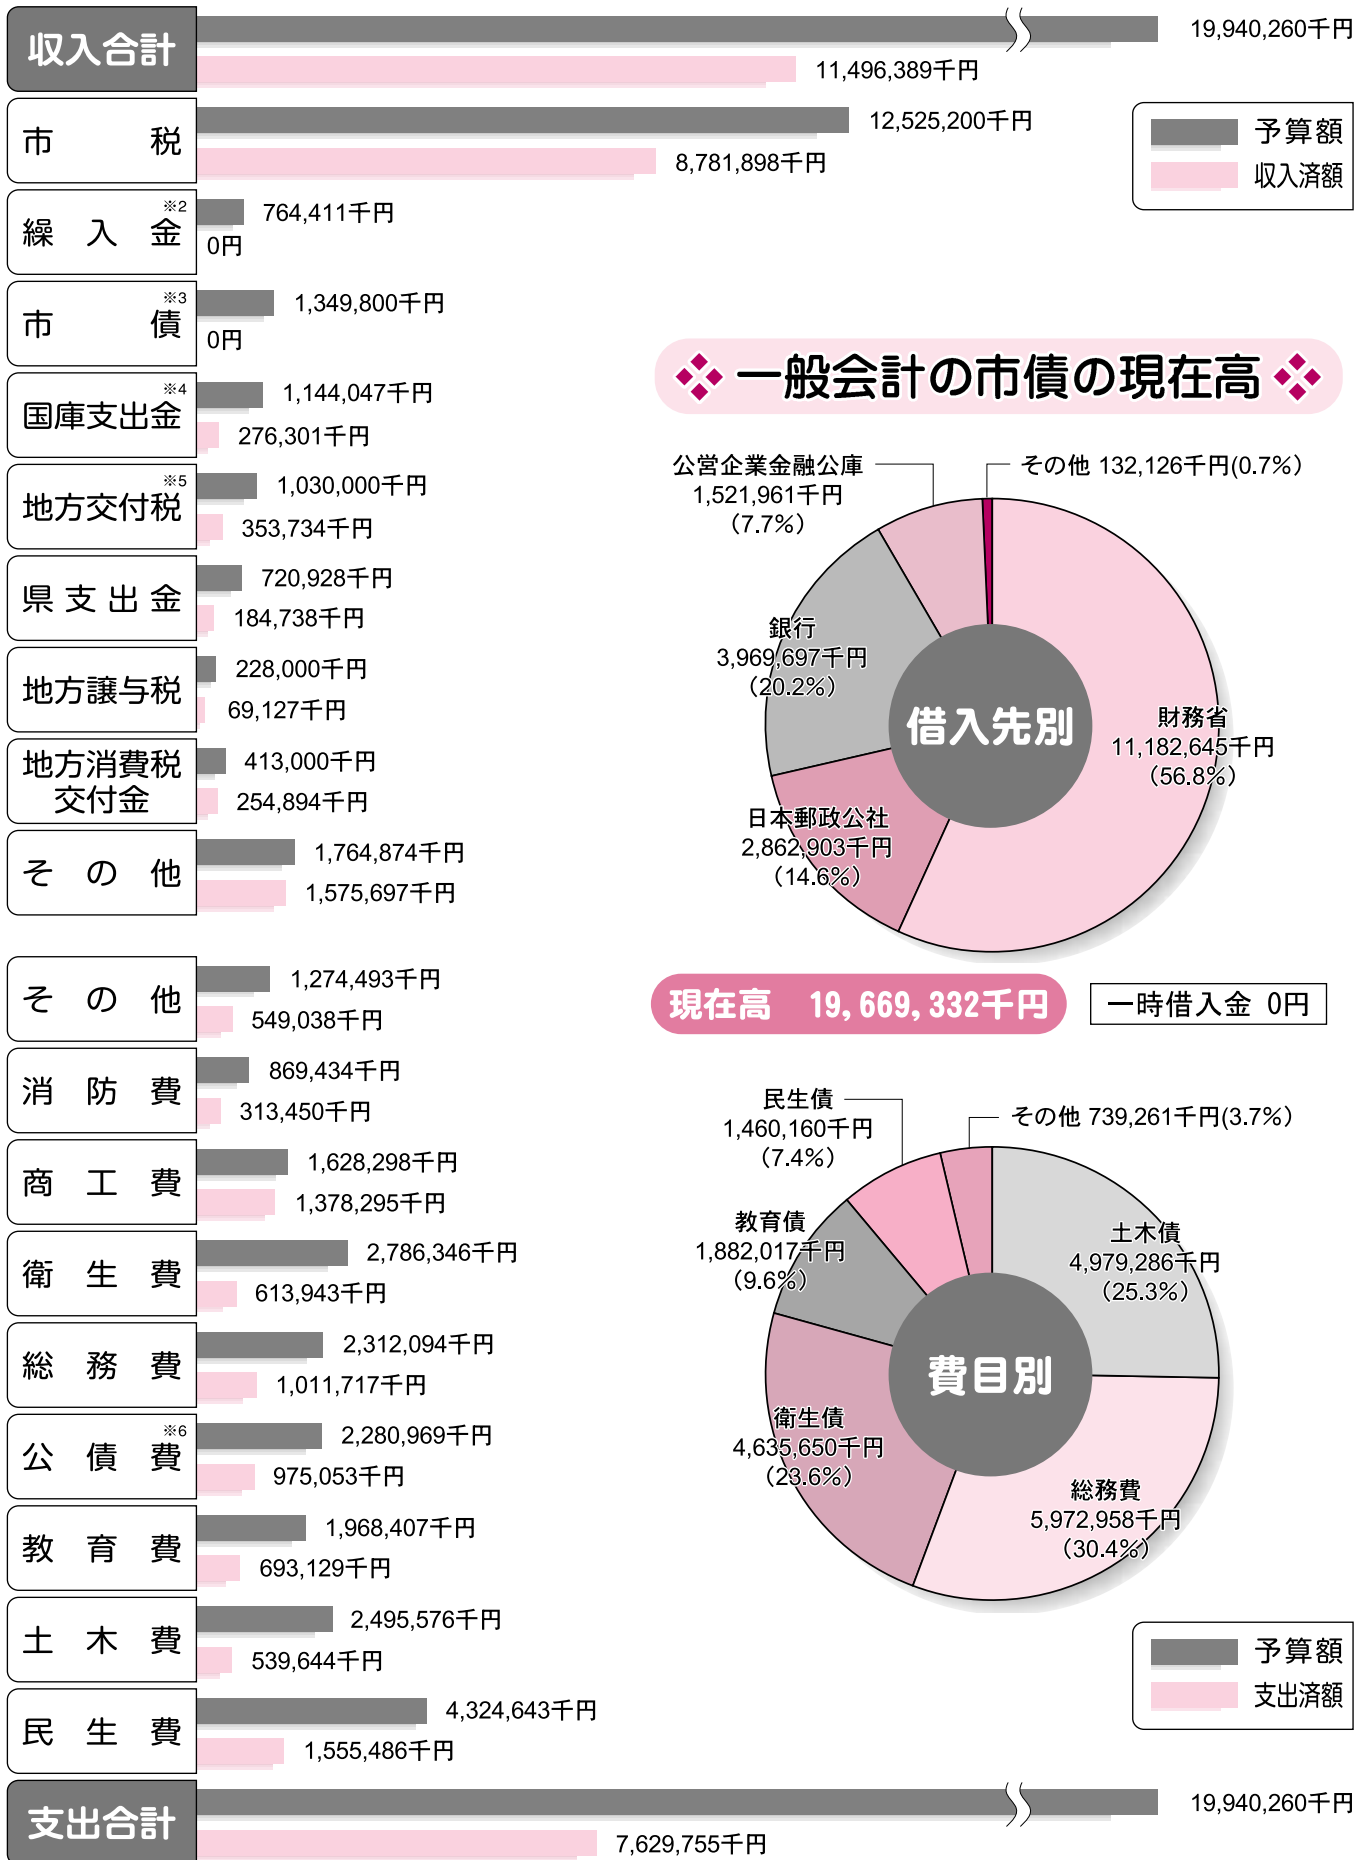 収入合計
19,940,260千円
11,496,389千円
市税
12,525,200千円
8,781,898千円
予算額
収入済額
繰入金※2
764,411千円
0円
市債※3
1,349,800千円
0円
国庫支出金※4
1,144,047千円
276,301千円
地方交付税※5
1,030,000千円
353,734千円
県支出金
720,928千円
184,738千円
地方譲与税
228,000千円
69,127千円
地方消費税
交付金
413,000千円
254,894千円
その他
1,764,874千円
1,575,697千円
一般会計の市債の現在高
公営企業金融公庫
1,521,961千円
(7.7%)
その他 132,126千円(0.7%)
銀行
3,969,697千円
(20.2%)
借入先別
財務省
11,182,645千円
(56.8%)
日本郵政公社
2,862,903千円
(14.6%)
現在高 19,669,332千円
一時借入金 0円
その他
1,274,493千円
549,038千円
消防費
869,434千円
313,450千円
商工費
1,628,298千円
1,378,295千円
衛生費
2,786,346千円
613,943千円
総務費
2,312,094千円
1,011,717千円
公債費※6
2,280,969千円
975,053千円
教育費
1,968,407千円
693,129千円
土木費
2,495,576千円
539,644千円
民生費
4,324,643千円
1,555,486千円
支出合計
19,940,260千円
7,629,755千円
民生債
1,460,160千円
(7.4%)
その他 739,261千円(3.7%)
教育債
1,882,017千円
(9.6%)
土木債
4,979,286千円
(25.3%)
費目別
衛生債
4,635,650千円
(23.6%)
総務費
5,972,958千円
(30.4%)
予算額
支出済額